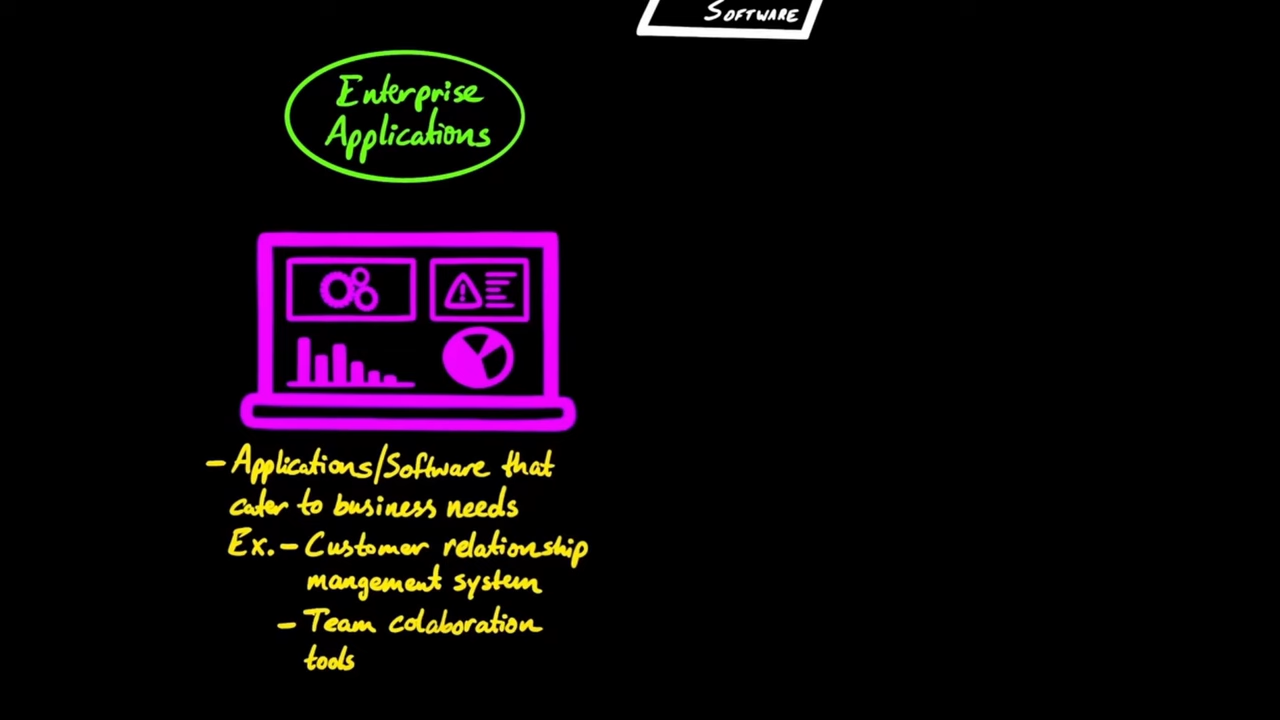 Software
Enterprise
Applications
- Applications/Software that
cater to business needs
Ex. - Customer relationship
mangement system
- Team colaboration
tools